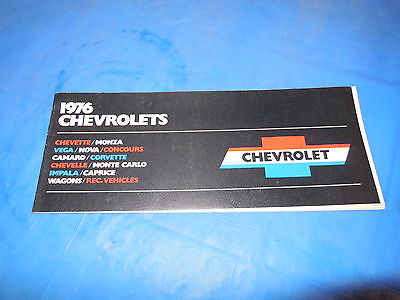 1976
CHEVROLETS
CHEVETTE/MONZA
VEGA/NOVA/CONCOURS
CAMARO/CORVETTE
CHEVELLE/MONTE CARLO
IMPALA/CAPRICE
WAGONS/REC. VEHICLES
CHEVROLET